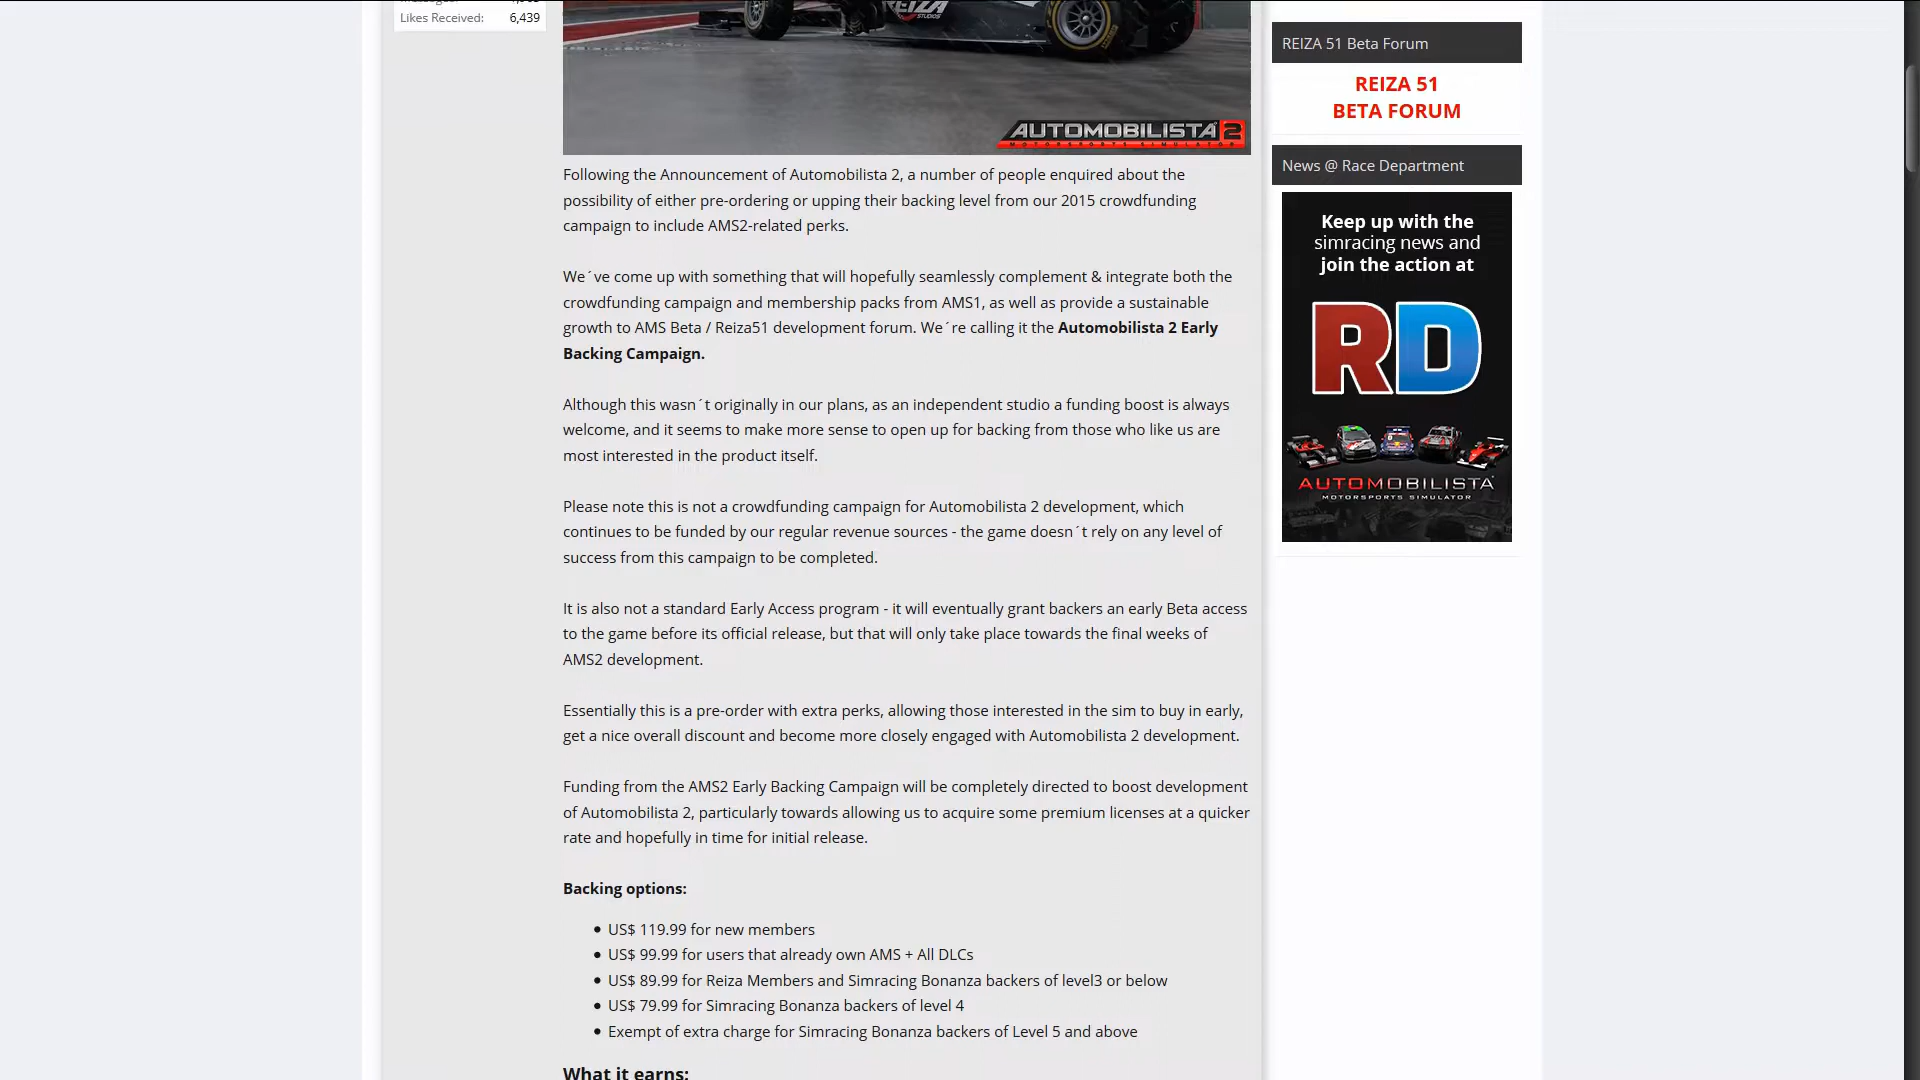 Likes Received: 6,439
REIZA
STUDIOS
AUTOMOBILISTA 2
MOTORSPORTS SIMULATOR
Following the Announcement of Automobilista 2, a number of people enquired about the
possibility of either pre-ordering or upping their backing level from our 2015 crowdfunding
campaign to include AMS2-related perks.
We´ve come up with something that will hopefully seamlessly complement & integrate both the
crowdfunding campaign and membership packs from AMS1, as well as provide a sustainable
growth to AMS Beta / Reiza51 development forum. We´re calling it the Automobilista 2 Early
Backing Campaign.
Although this wasn´t originally in our plans, as an independent studio a funding boost is always
welcome, and it seems to make more sense to open up for backing from those who like us are
most interested in the product itself.
Please note this is not a crowdfunding campaign for Automobilista 2 development, which
continues to be funded by our regular revenue sources - the game doesn´t rely on any level of
success from this campaign to be completed.
It is also not a standard Early Access program - it will eventually grant backers an early Beta access
to the game before its official release, but that will only take place towards the final weeks of
AMS2 development.
Essentially this is a pre-order with extra perks, allowing those interested in the sim to buy in early,
get a nice overall discount and become more closely engaged with Automobilista 2 development.
Funding from the AMS2 Early Backing Campaign will be completely directed to boost development
of Automobilista 2, particularly towards allowing us to acquire some premium licenses at a quicker
rate and hopefully in time for initial release.
Backing options:
• US$ 119.99 for new members
• US$ 99.99 for users that already own AMS + All DLCs
• US$ 89.99 for Reiza Members and Simracing Bonanza backers of level3 or below
• US$ 79.99 for Simracing Bonanza backers of level 4
• Exempt of extra charge for Simracing Bonanza backers of Level 5 and above
What it earns:
REIZA 51 Beta Forum
REIZA 51
BETA FORUM
News @ Race Department
Keep up with the
simracing news and
join the action at
RD
AUTOMOBILISTA
MOTORSPORTS SIMULATOR